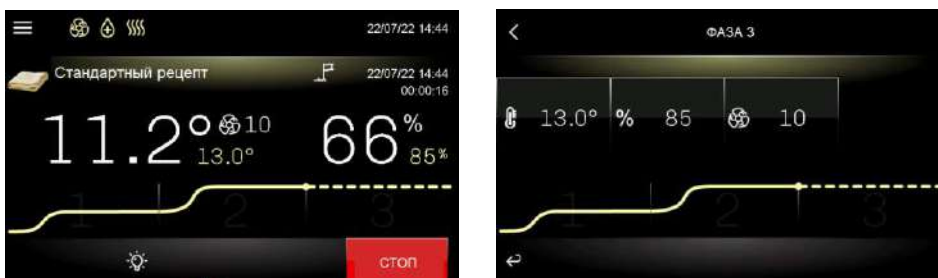 22/07/22 14:44
Стандартный рецепт
22/07/22 14:44
00:00:16
11.2° 10
13.0°
66%
85%
1 2 3
СТОП
ФАЗА 3
13.0° % 85 10
1 2 3